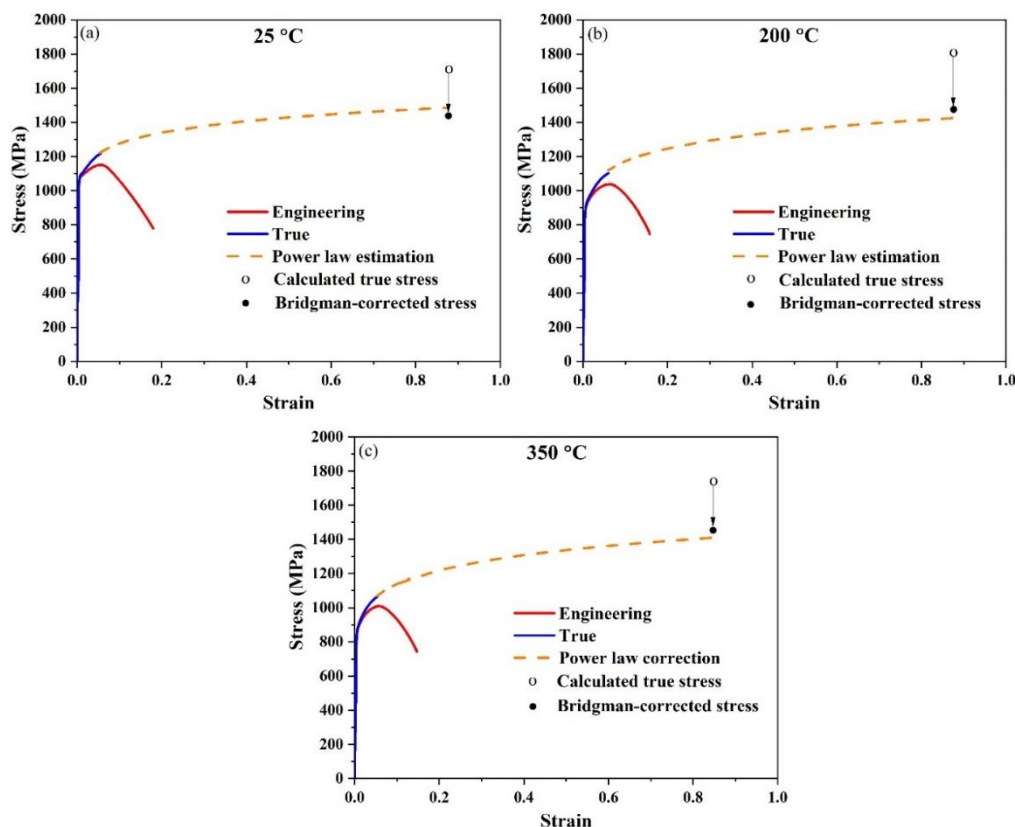 (a)
25 °C
2000
1800
1600
1400
1200
1000
800
600
400
200
0
Stress (MPa)
Engineering
True
Power law estimation
Calculated true stress
Bridgman-corrected stress
0.0 0.2 0.4 0.6 0.8 1.0
Strain
(b)
200 °C
2000
1800
1600
1400
1200
1000
800
600
400
200
0
Stress (MPa)
Engineering
True
Power law estimation
Calculated true stress
Bridgman-corrected stress
0.0 0.2 0.4 0.6 0.8 1.0
Strain
(c)
350 °C
2000
1800
1600
1400
1200
1000
800
600
400
200
0
Stress (MPa)
Engineering
True
Power law correction
Calculated true stress
Bridgman-corrected stress
0.0 0.2 0.4 0.6 0.8 1.0
Strain